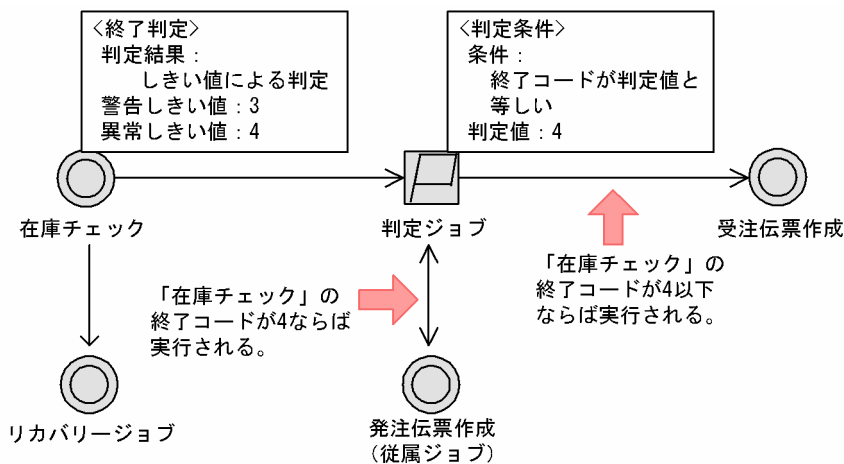 <終了判定>
判定結果：
しきい値による判定
警告しきい値：3
異常しきい値：4
<判定条件>
条件：
終了コードが判定値と
等しい
判定値：4
在庫チェック
判定ジョブ
受注伝票作成
「在庫チェック」の
終了コードが4ならば
実行される。
「在庫チェック」の
終了コードが4以下
ならば実行される。
リカバリージョブ
発注伝票作成
(従属ジョブ)